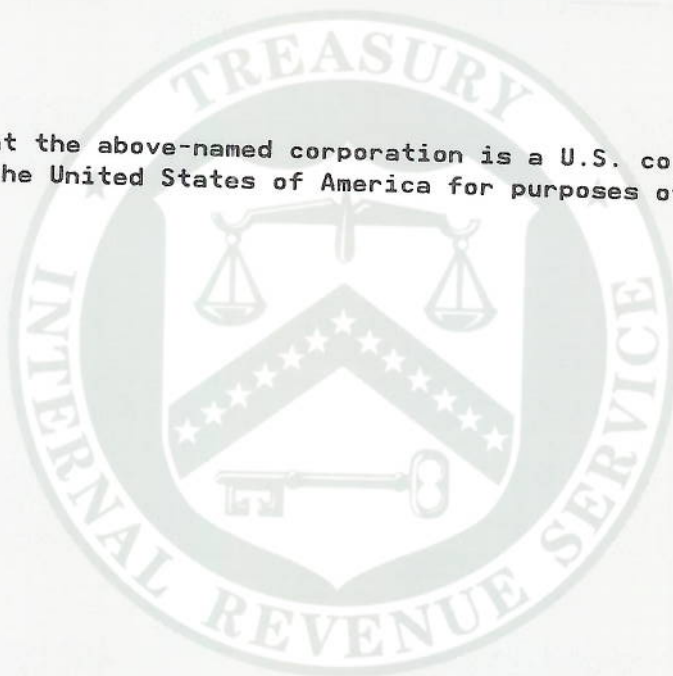 t the above-named corporation is a U.S. co
he United States of America for purposes o
TREASURY
INTERNAL REVENUE SERVICE